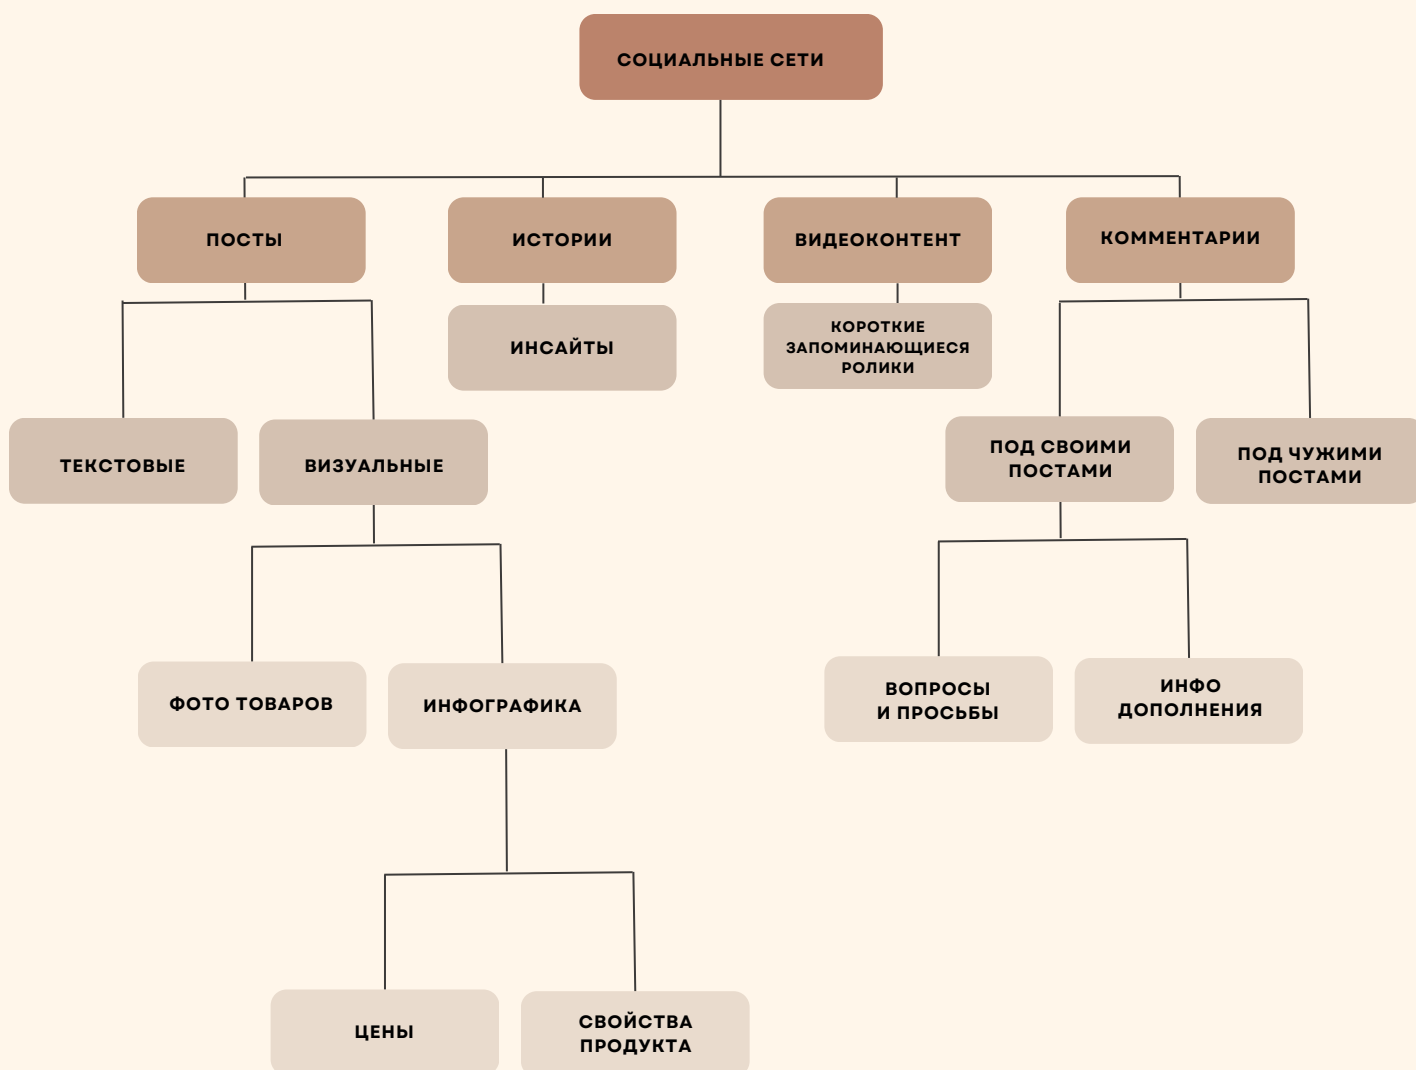 СОЦИАЛЬНЫЕ СЕТИ
ПОСТЫ
ИСТОРИИ
ВИДЕОКОНТЕНТ
КОММЕНТАРИИ
ИНСАЙТЫ
КОРОТКИЕ
ЗАПОМИНАЮЩИЕСЯ
РОЛИКИ
ТЕКСТОВЫЕ
ВИЗУАЛЬНЫЕ
ПОД СВОИМИ
ПОСТАМИ
ПОД ЧУЖИМИ
ПОСТАМИ
ФОТО ТОВАРОВ
ИНФОГРАФИКА
ВОПРОСЫ
И ПРОСЬБЫ
ИНФО
ДОПОЛНЕНИЯ
ЦЕНЫ
СВОЙСТВА
ПРОДУКТА